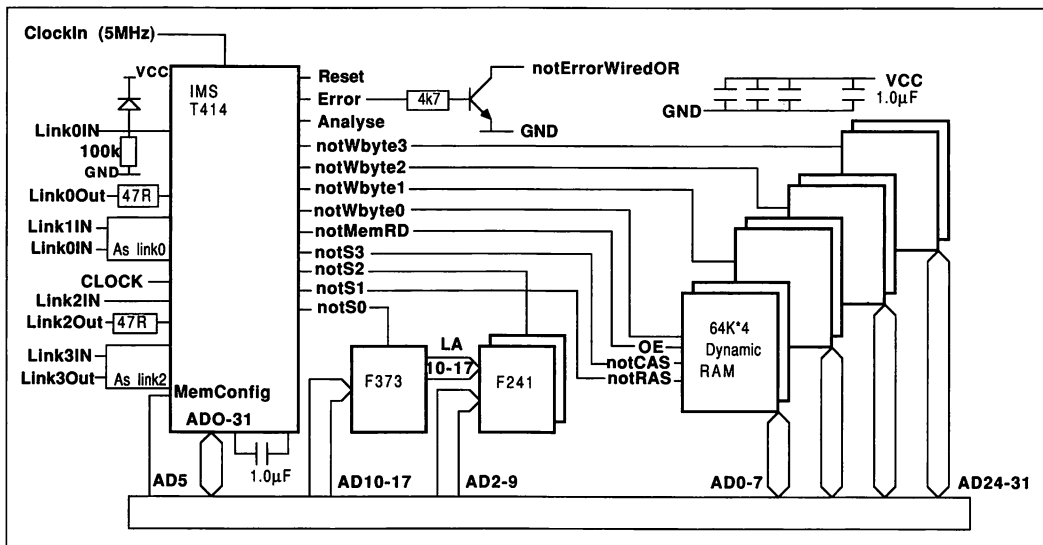 ClockIn (5MHz)
VCC
IMS
T414
Link0IN
100k
GND
Link0Out
47R
Link1IN
Link0IN
As link0
CLOCK
Link2IN
Link2Out
47R
Link3IN
Link3Out
As link2
MemConfig
ADO-31
1.0µF
AD5
Reset
Error
4k7
notErrorWiredOR
GND
Analyse
notWbyte3
notWbyte2
notWbyte1
notWbyte0
notMemRD
notS3
notS2
notS1
notS0
F373
LA
10-17
F241
AD10-17
AD2-9
VCC
1.0µF
GND
64K*4
Dynamic
RAM
OE
notCAS
notRAS
AD0-7
AD24-31